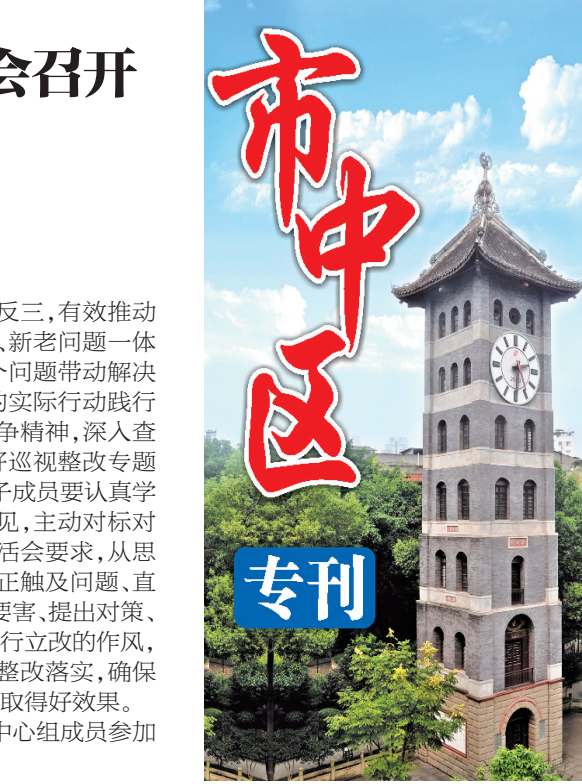 会召开
反三,有效推动
、新老问题一体
个问题带动解决
的实际行动践行
争精神,深入查
好巡视整改专题
子成员要认真学
见,主动对标对
活会要求,从思
正触及问题、直
要害、提出对策、
行立改的作风,
整改落实,确保
取得好效果。
中心组成员参加
市中区
专刊